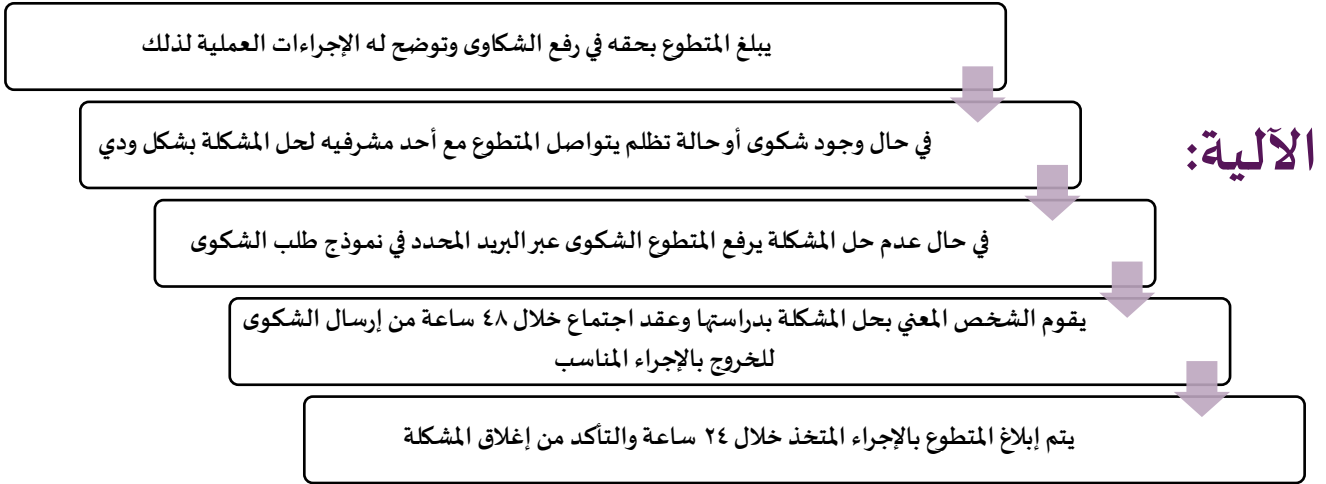 يبلغ المتطوع بحقه في رفع الشكاوى وتوضح له الإجراءات العملية لذلك
الآلية:
في حال وجود شكوى أو حالة تظلم يتواصل المتطوع مع أحد مشرفيه لحل المشكلة بشكل ودي
في حال عدم حل المشكلة يرفع المتطوع الشكوى عبر البريد المحدد في نموذج طلب الشكوى
يقوم الشخص المعني بحل المشكلة بدراستها وعقد اجتماع خلال ٤٨ ساعة من إرسال الشكوى
للخروج بالإجراء المناسب
يتم إبلاغ المتطوع بالإجراء المتخذ خلال ٢٤ ساعة والتأكد من إغلاق المشكلة